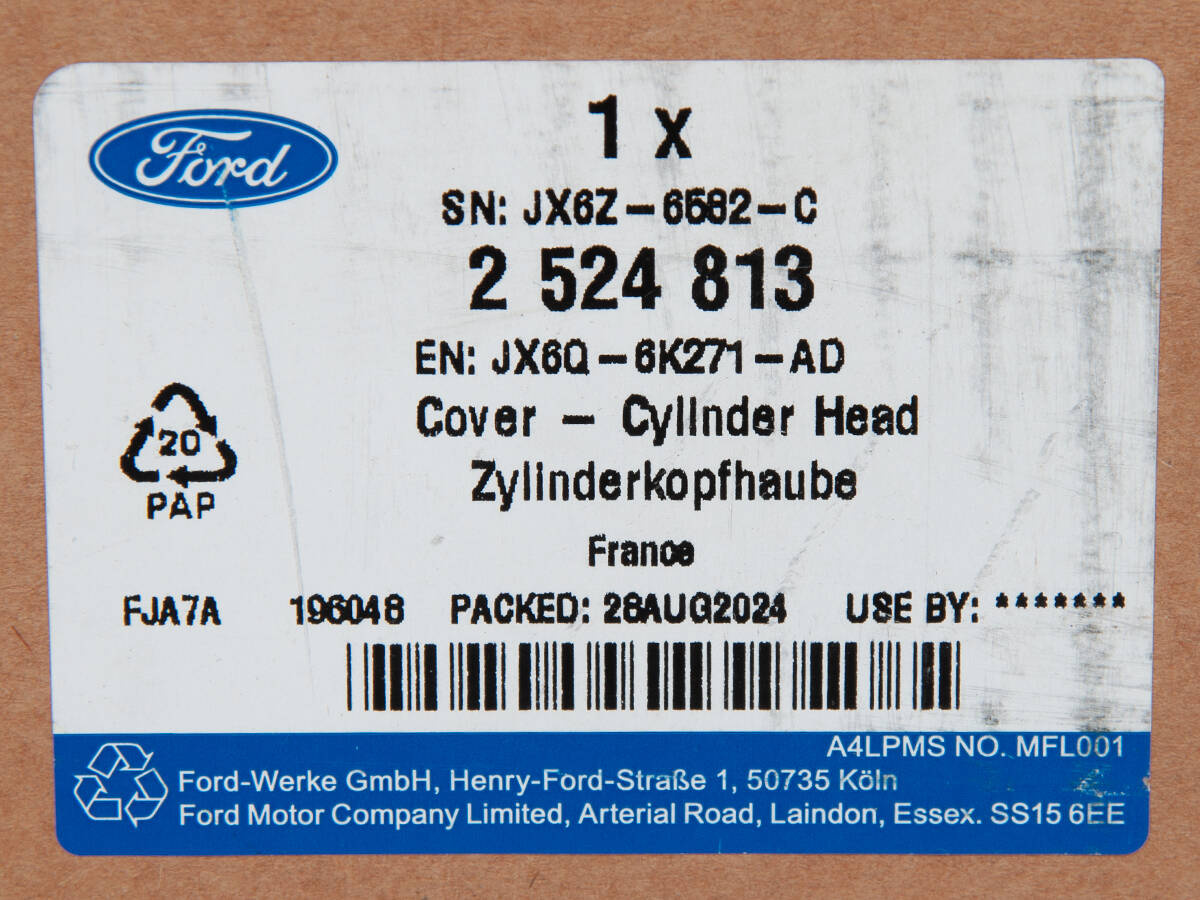 Ford
1 x
SN: JX6Z-6582-C
2 524 813
EN: JX6Q-6K271-AD
Cover - Cylinder Head
Zylinderkopfhaube
France
20
PAP
FJA7A 196048 PACKED: 28AUG2024 USE BY: *******
A4LPMS NO. MFL001
Ford-Werke GmbH, Henry-Ford-Straße 1, 50735 Köln
Ford Motor Company Limited, Arterial Road, Laindon, Essex. SS15 6EE